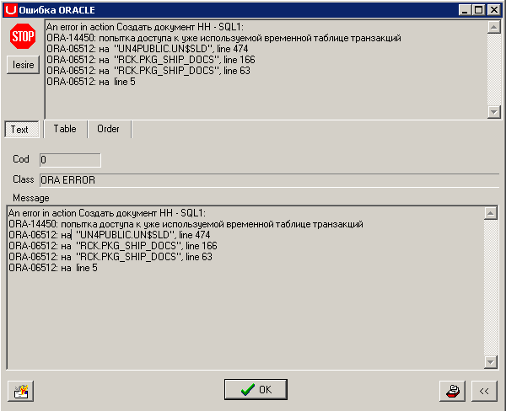 Ошибка ORACLE
STOP
Iesire
An error in action Создать документ НН - SQL1:
ORA-14450: попытка доступа к уже используемой временной таблице транзакций
ORA-06512: на  "UN4PUBLIC.UN$SLD", line 474
ORA-06512: на  "RCK.PKG_SHIP_DOCS", line 166
ORA-06512: на  "RCK.PKG_SHIP_DOCS", line 63
ORA-06512: на  line 5
Text Table Order
Cod 0
Class ORA ERROR
Message
An error in action Создать документ НН - SQL1:
ORA-14450: попытка доступа к уже используемой временной таблице транзакций
ORA-06512: на  "UN4PUBLIC.UN$SLD", line 474
ORA-06512: на  "RCK.PKG_SHIP_DOCS", line 166
ORA-06512: на  "RCK.PKG_SHIP_DOCS", line 63
ORA-06512: на  line 5
OK <<